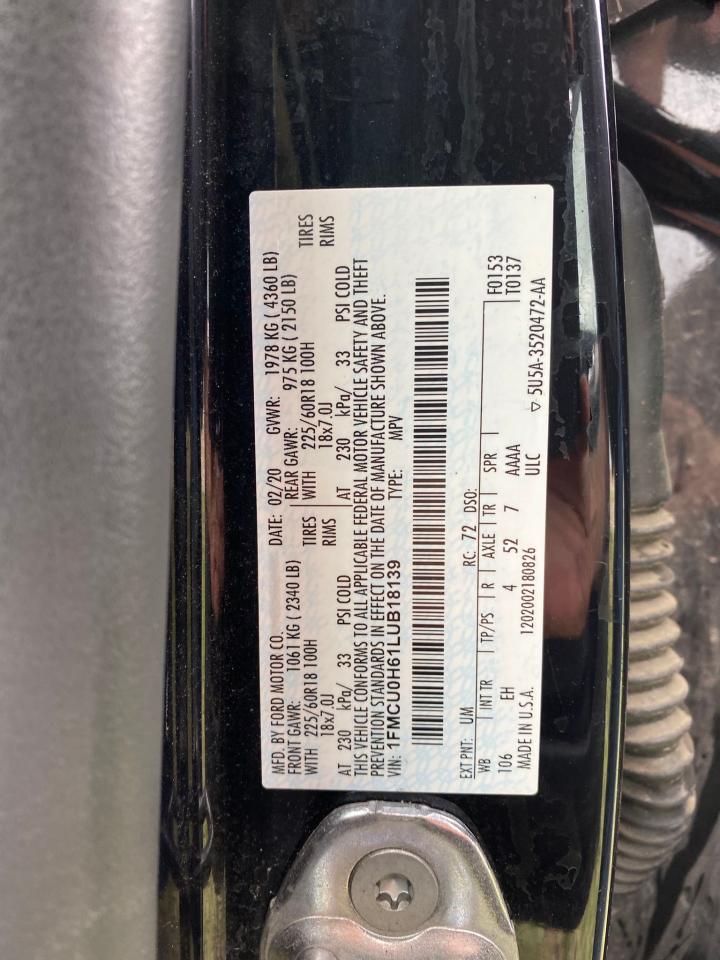 MFD. BY FORD MOTOR CO. DATE: 02/20 GVWR: 1978 KG ( 4360 LB)
FRONT GAWR: 1061 KG ( 2340 LB) REAR GAWR: 975 KG ( 2150 LB)
WITH 225/60R18 100H TIRES WITH 225/60R18 100H TIRES
18x7.0J RIMS 18x7.0J RIMS
AT 230 kPa/ 33 PSI COLD AT 230 kPa/ 33 PSI COLD
THIS VEHICLE CONFORMS TO ALL APPLICABLE FEDERAL MOTOR VEHICLE SAFETY AND THEFT
PREVENTION STANDARDS IN EFFECT ON THE DATE OF MANUFACTURE SHOWN ABOVE.
VIN: 1FMCU0H61LUB18139 TYPE: MPV
EXT PNT: UM RC: 72 DSO:
WB INT TR TP/PS R AXLE TR SPR F0153
106 EH 4 52 7 AAAA T0137
MADE IN U.S.A. 1202002180826 ULC ▽ 5U5A-3520472-AA